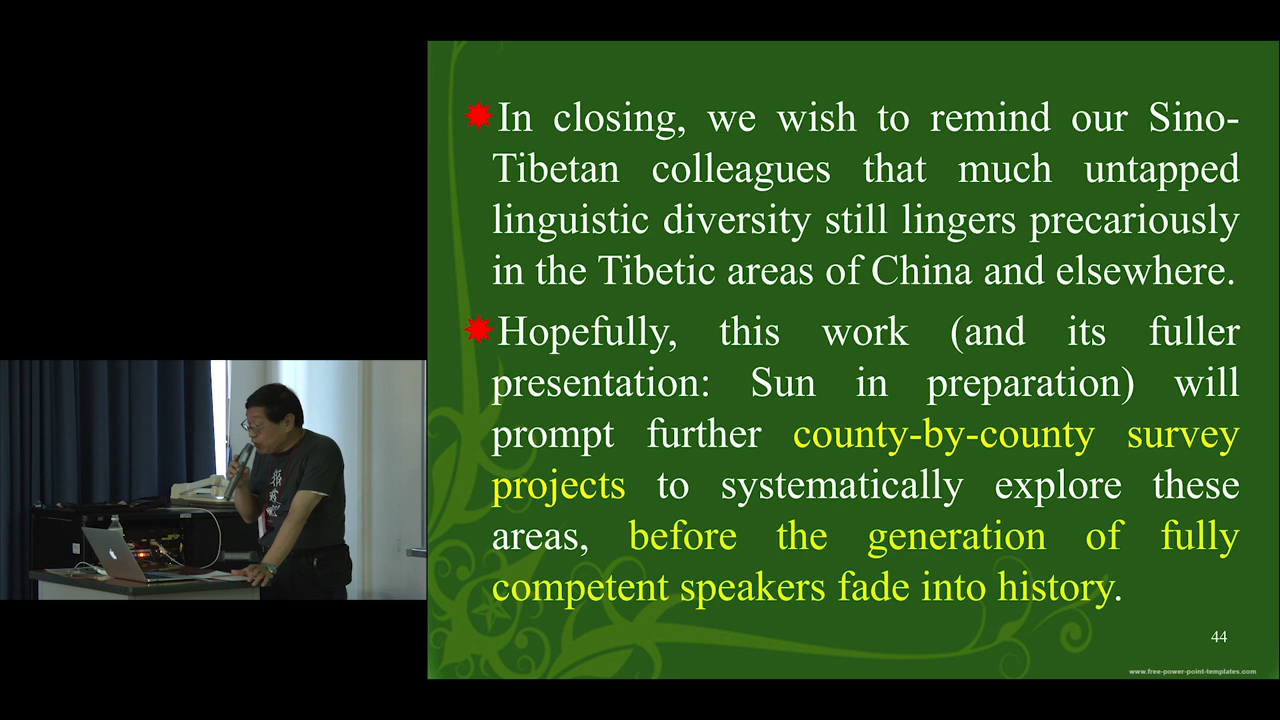 In closing, we wish to remind our Sino-
Tibetan colleagues that much untapped
linguistic diversity still lingers precariously
in the Tibetic areas of China and elsewhere.
Hopefully, this work (and its fuller
presentation: Sun in preparation) will
prompt further county-by-county survey
projects to systematically explore these
areas, before the generation of fully
competent speakers fade into history.
44
www.free-power-point-templates.com